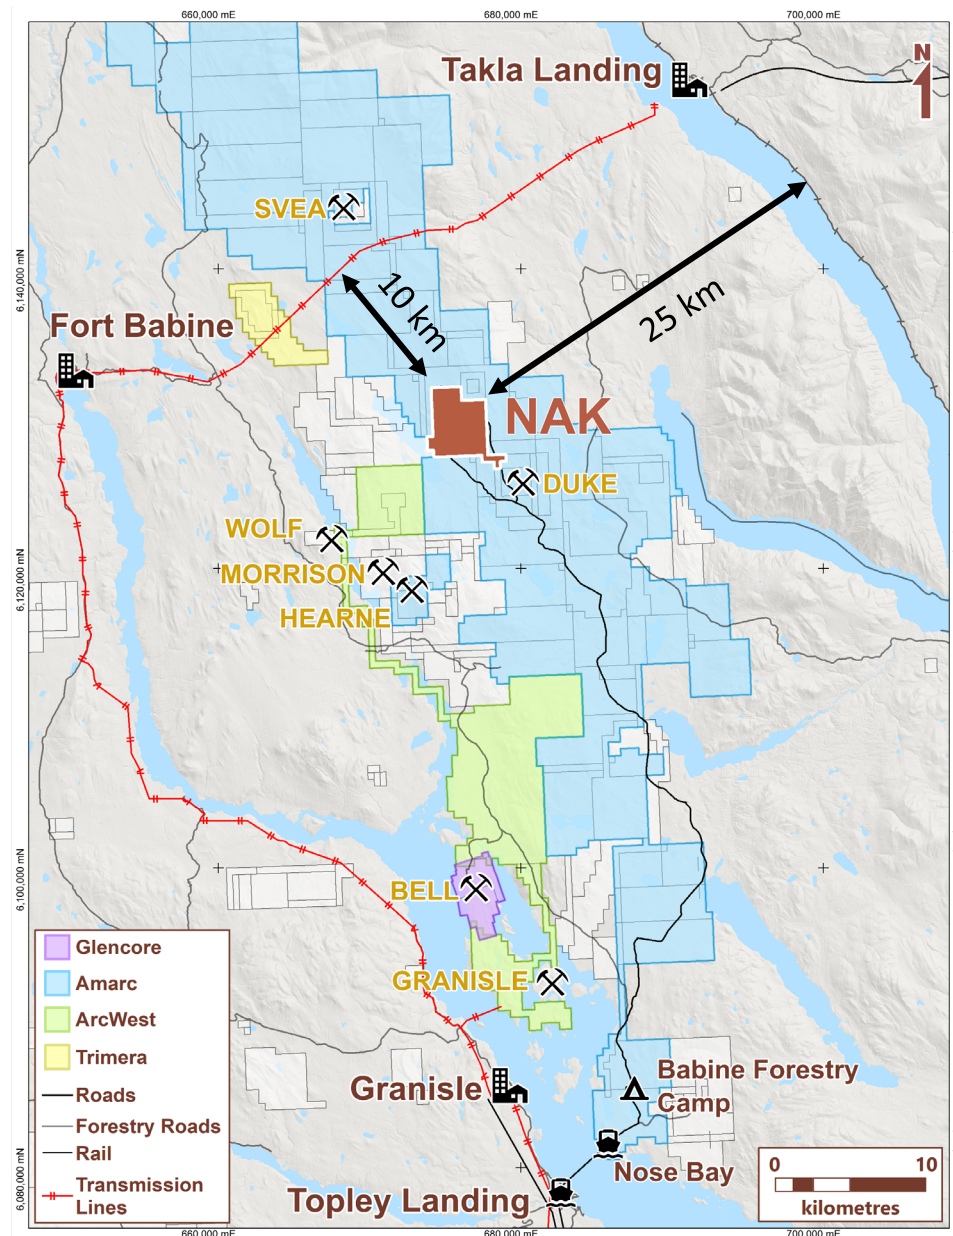 660,000 mE
680,000 mE
700,000 mE
Takla Landing
N
SVEA
6,140,000 mN
10 km
25 km
Fort Babine
NAK
DUKE
WOLF
MORRISON
6,120,000 mN
HEARNE
6,100,000 mN
BELL
GRANISLE
Glencore
Amarc
ArcWest
Trimera
Roads
Forestry Roads
Rail
Transmission
Lines
Granisle
Babine Forestry
Camp
Nose Bay
Topley Landing
6,080,000 mN
0
10
kilometres
660,000 mE
680,000 mE
700,000 mE